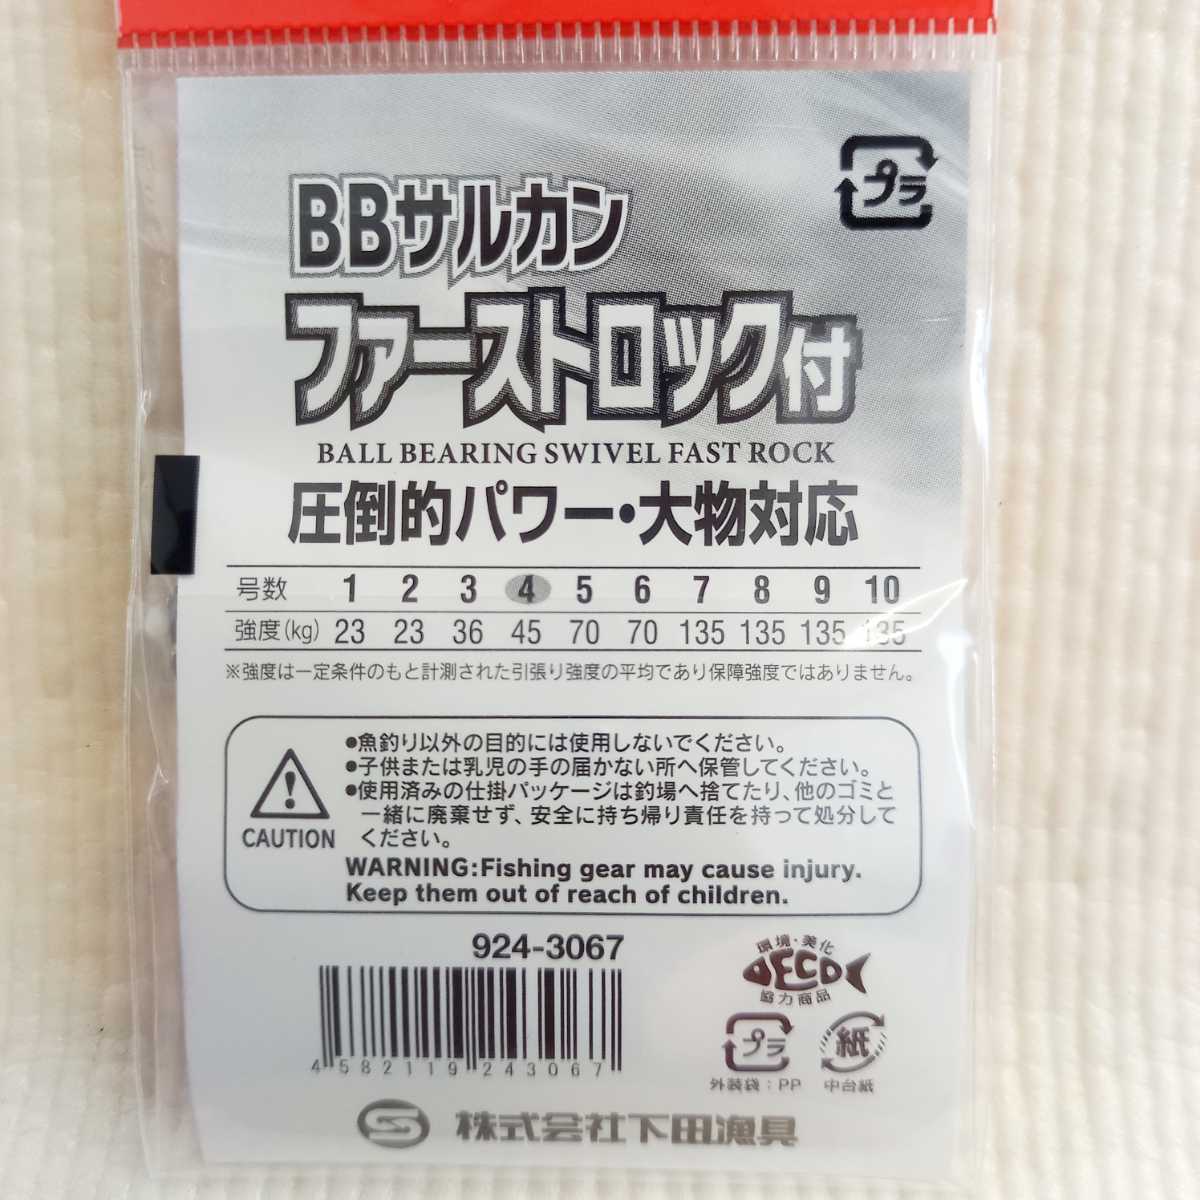 プラ
BBサルカン
ファーストロック付
BALL BEARING SWIVEL FAST ROCK
圧倒的パワー・大物対応
号数 1 2 3 4 5 6 7 8 9 10
強度(kg) 23 23 36 45 70 70 135 135 135 135
※強度は一定条件のもと計測された引張り強度の平均であり保障強度ではありません。
CAUTION
●魚釣り以外の目的には使用しないでください。
●子供または乳児の手の届かない所へ保管してください。
●使用済みの仕掛パッケージは釣場へ捨てたり、他のゴミと
一緒に廃棄せず、安全に持ち帰り責任を持って処分して
ください。
WARNING:Fishing gear may cause injury.
Keep them out of reach of children.
924-3067
4582119243067
環境・美化
ECO
協力商品
プラ
外装袋：PP
紙
中台紙
株式会社下田漁具